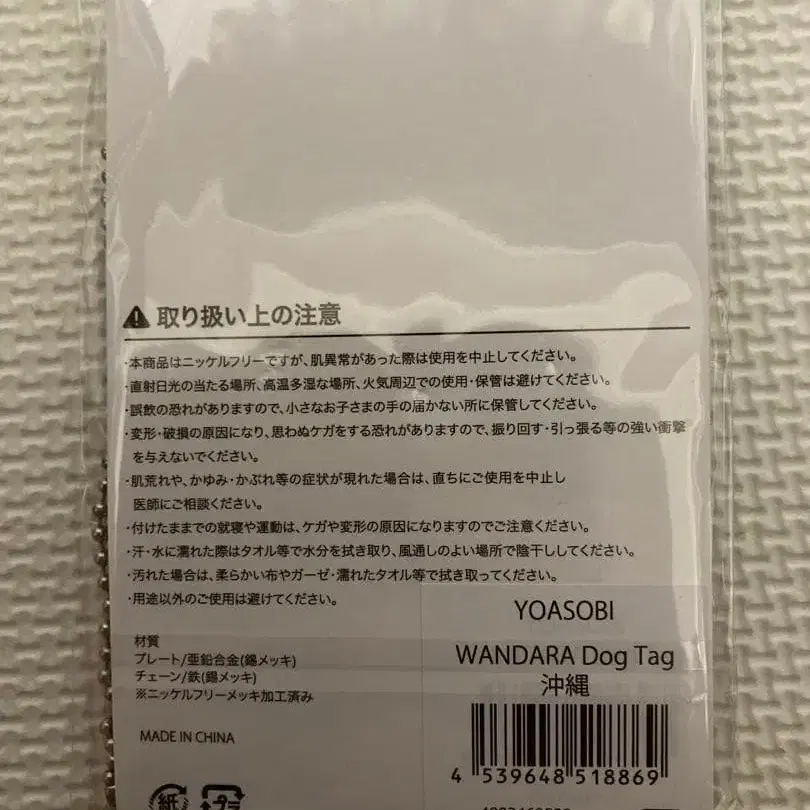 取り扱い上の注意
・本商品はニッケルフリーですが、肌異常があった際は使用を中止してください。
・直射日光の当たる場所、高温多湿な場所、火気周辺での使用・保管は避けてください。
・誤飲の恐れがありますので、小さなお子さまの手の届かない所に保管してください。
・変形・破損の原因になり、思わぬケガをする恐れがありますので、振り回す・引っ張る等の強い衝撃
を与えないでください。
・肌荒れや、かゆみ・かぶれ等の症状が現れた場合は、直ちにご使用を中止し
医師にご相談ください。
・付けたままでの就寝や運動は、ケガや変形の原因になりますのでご注意ください。
・汗・水に濡れた際はタオル等で水分を拭き取り、風通しのよい場所で陰干ししてください。
・汚れた場合は、柔らかい布やガーゼ・濡れたタオル等で拭き取ってください。
・用途以外のご使用は避けてください。
材質
プレート/亜鉛合金(錫メッキ)
チェーン/鉄(錫メッキ)
※ニッケルフリーメッキ加工済み
MADE IN CHINA
紙
プラ
YOASOBI
WANDARA Dog Tag
沖縄
4 539648 518869